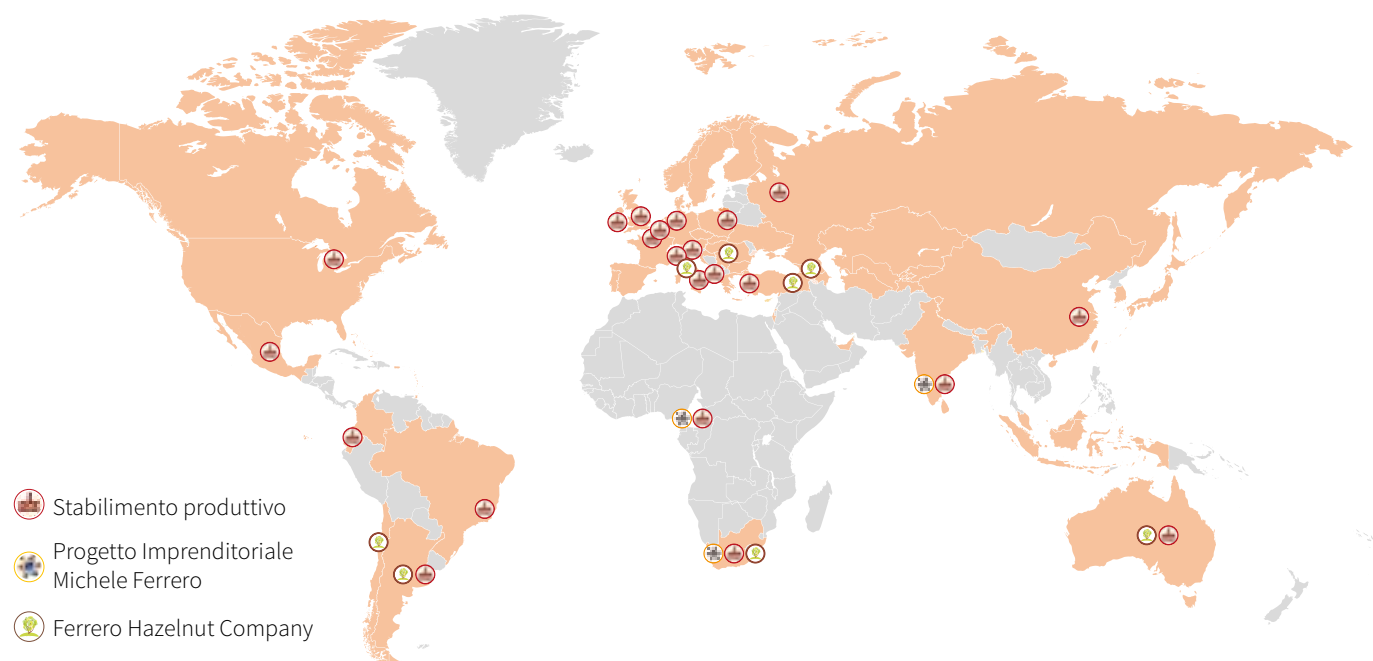 Stabilimento produttivo
Progetto Imprenditoriale
Michele Ferrero
Ferrero Hazelnut Company